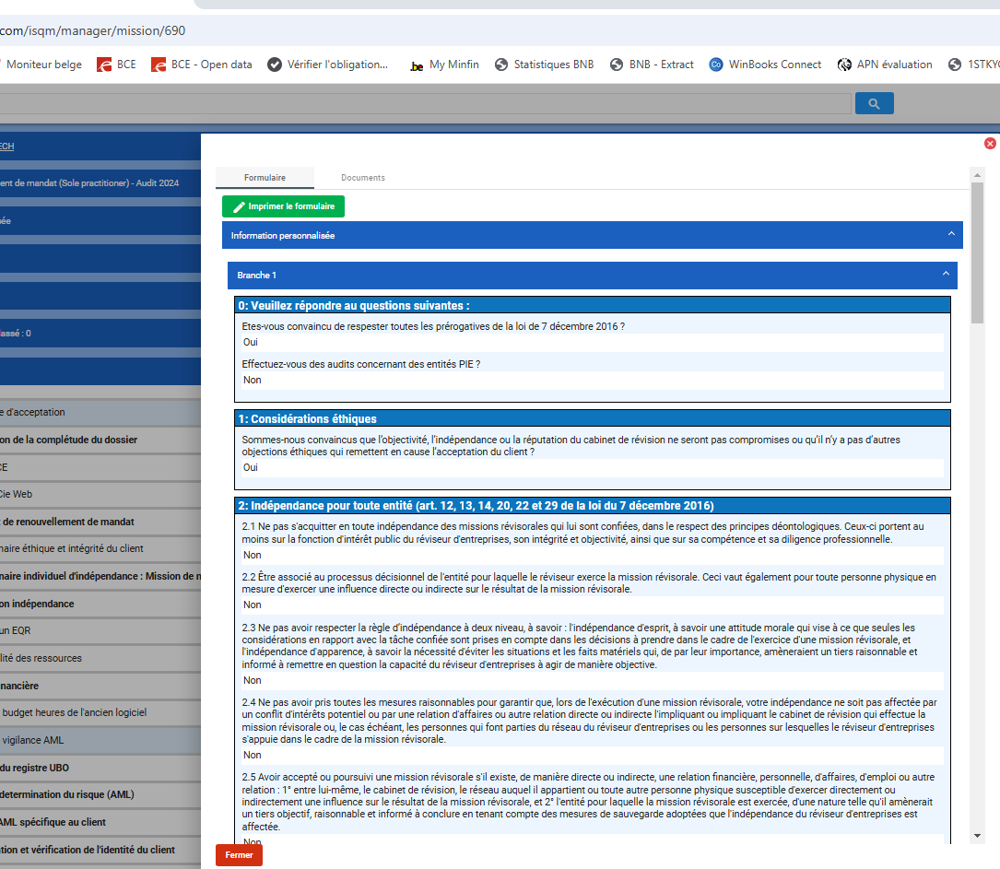 com/isqm/manager/mission/690
Moniteur belge BCE BCE - Open data Vérifier l'obligation... .be My Minfin Statistiques BNB BNB - Extract Co WinBooks Connect APN évaluation 1STKY
ECH
ent de mandat (Sole practitioner) - Audit 2024
ée
lassé : 0
e d'acceptation
on de la complétude du dossier
CE
Cie Web
t de renouvellement de mandat
naire éthique et intégrité du client
naire individuel d'indépendance : Mission de r
on indépendance
un EQR
lité des ressources
nancière
budget heures de l'ancien logiciel
vigilance AML
du registre UBO
determination du risque (AML)
AML spécifique au client
tion et vérification de l'identité du client
Formulaire Documents
Imprimer le formulaire
Information personnalisée
Branche 1
0: Veuillez répondre au questions suivantes :
Etes-vous convaincu de respester toutes les prérogatives de la loi de 7 décembre 2016 ?
Oui
Effectuez-vous des audits concernant des entités PIE ?
Non
1: Considérations éthiques
Sommes-nous convaincus que l'objectivité, l'indépendance ou la réputation du cabinet de révision ne seront pas compromises ou qu'il n'y a pas d'autres
objections éthiques qui remettent en cause l'acceptation du client ?
Oui
2: Indépendance pour toute entité (art. 12, 13, 14, 20, 22 et 29 de la loi du 7 décembre 2016)
2.1 Ne pas s'acquitter en toute indépendance des missions révisorales qui lui sont confiées, dans le respect des principes déontologiques. Ceux-ci portent au
moins sur la fonction d'intérêt public du réviseur d'entreprises, son intégrité et objectivité, ainsi que sur sa compétence et sa diligence professionnelle.
Non
2.2 Être associé au processus décisionnel de l'entité pour laquelle le réviseur exerce la mission révisorale. Ceci vaut également pour toute personne physique en
mesure d'exercer une influence directe ou indirecte sur le résultat de la mission révisorale.
Non
2.3 Ne pas avoir respecter la règle d'indépendance à deux niveau, à savoir : l'indépendance d'esprit, à savoir une attitude morale qui vise à ce que seules les
considérations en rapport avec la tâche confiée sont prises en compte dans les décisions à prendre dans le cadre de l'exercice d'une mission révisorale, et
l'indépendance d'apparence, à savoir la nécessité d'éviter les situations et les faits matériels qui, de par leur importance, amèneraient un tiers raisonnable et
informé à remettre en question la capacité du réviseur d'entreprises à agir de manière objective.
Non
2.4 Ne pas avoir pris toutes les mesures raisonnables pour garantir que, lors de l'exécution d'une mission révisorale, votre indépendance ne soit pas affectée par
un conflit d'intérêts potentiel ou par une relation d'affaires ou autre relation directe ou indirecte l'impliquant ou impliquant le cabinet de révision qui effectue la
mission révisorale ou, le cas échéant, les personnes qui font parties du réseau du réviseur d'entreprises ou les personnes sur lesquelles le réviseur d'entreprises
s'appuie dans le cadre de la mission révisorale.
Non
2.5 Avoir accepté ou poursuivi une mission révisorale s'il existe, de manière directe ou indirecte, une relation financière, personnelle, d'affaires, d'emploi ou autre
relation : 1° entre lui-même, le cabinet de révision, le réseau auquel il appartient ou toute autre personne physique susceptible d'exercer directement ou
indirectement une influence sur le résultat de la mission révisorale, et 2° l'entité pour laquelle la mission révisorale est exercée, d'une nature telle qu'il amènerait
un tiers objectif, raisonnable et informé à conclure en tenant compte des mesures de sauvegarde adoptées que l'indépendance du réviseur d'entreprises est
affectée.
Non
Fermer